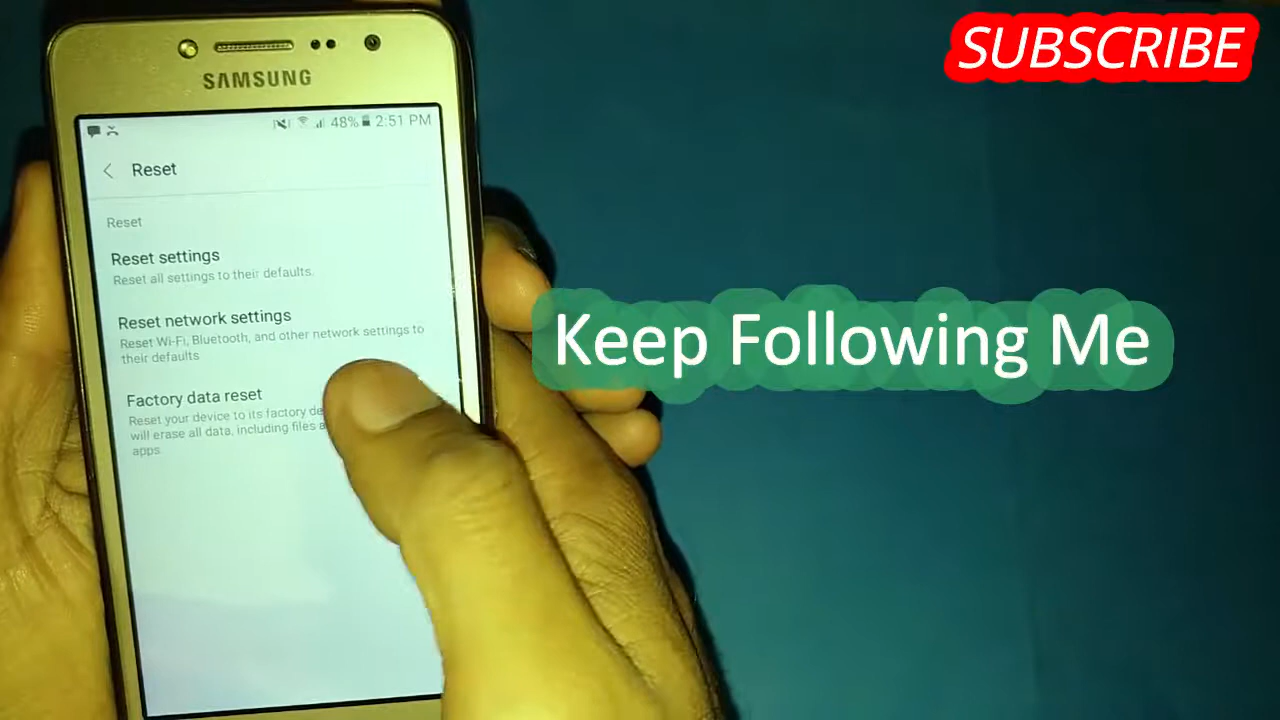 SUBSCRIBE
SAMSUNG
48% 2:51 PM
Reset
Reset
Reset settings
Reset all settings to their defaults.
Reset network settings
Reset Wi-Fi, Bluetooth, and other network settings to
their defaults.
Factory data reset
Reset your device to its factory
will erase all data, including files
apps.
Keep Following Me